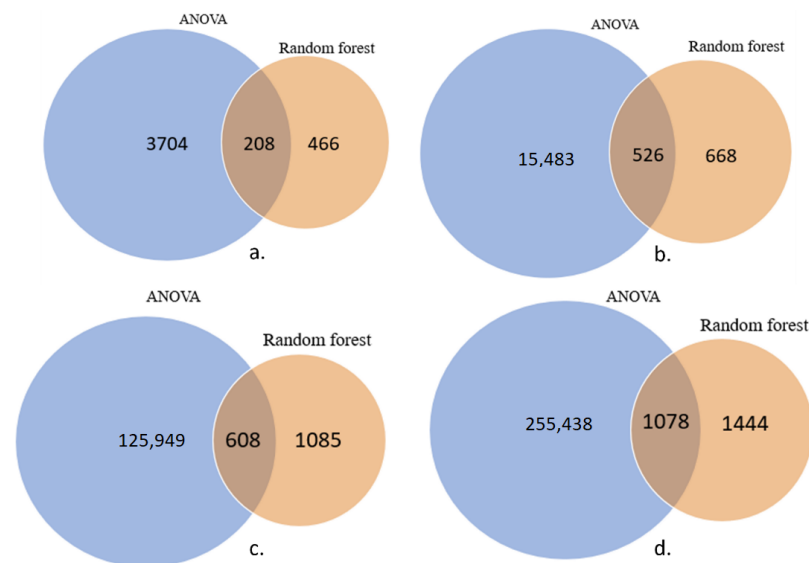 ANOVA
Random forest
3704
208
466
a.
ANOVA
Random forest
15,483
526
668
b.
ANOVA
Random forest
125,949
608
1085
c.
ANOVA
Random forest
255,438
1078
1444
d.